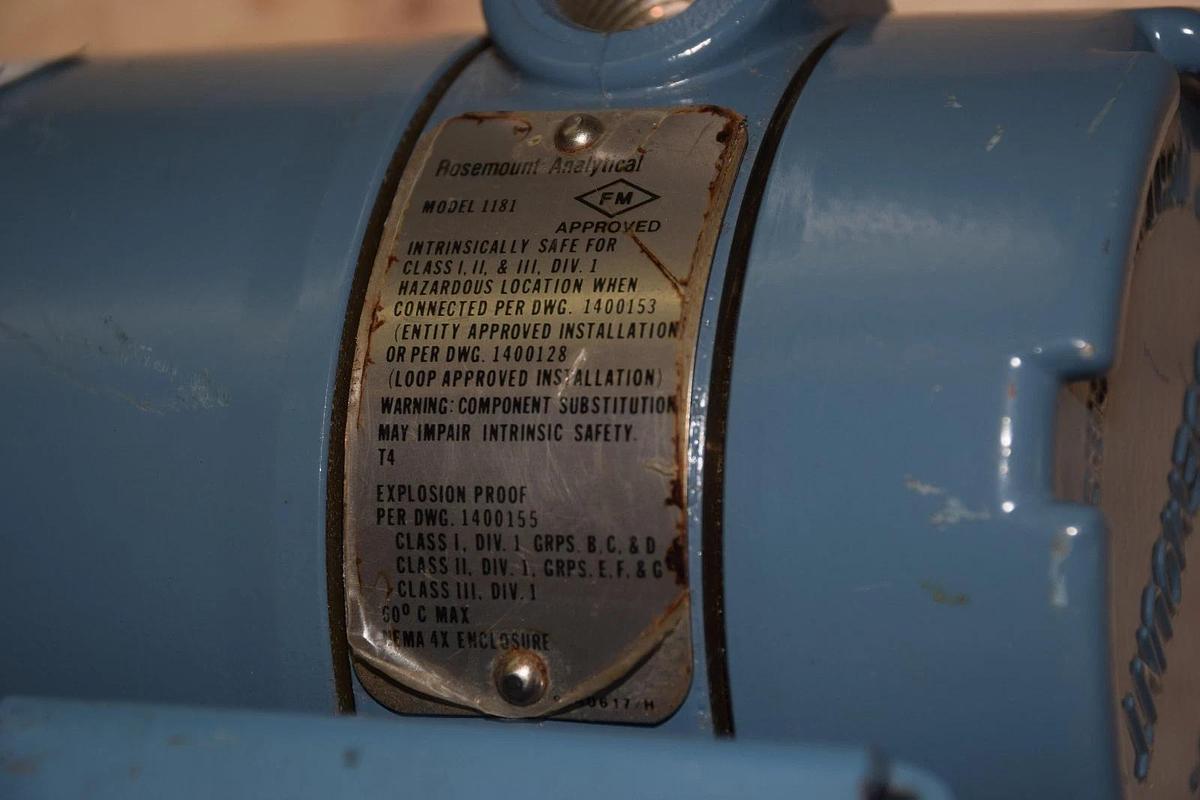 Rosemount Analytical
MODEL 1181
FM
APPROVED
INTRINSICALLY SAFE FOR
CLASS I, II, & III, DIV. 1
HAZARDOUS LOCATION WHEN
CONNECTED PER DWG. 1400153
(ENTITY APPROVED INSTALLATION
OR PER DWG. 1400128
(LOOP APPROVED INSTALLATION)
WARNING: COMPONENT SUBSTITUTION
MAY IMPAIR INTRINSIC SAFETY.
T4
EXPLOSION PROOF
PER DWG. 1400155
CLASS I, DIV. 1 GRPS. B, C, & D
CLASS II, DIV. 1, GRPS. E, F, & G
CLASS III, DIV. 1
60° C MAX
NEMA 4X ENCLOSURE